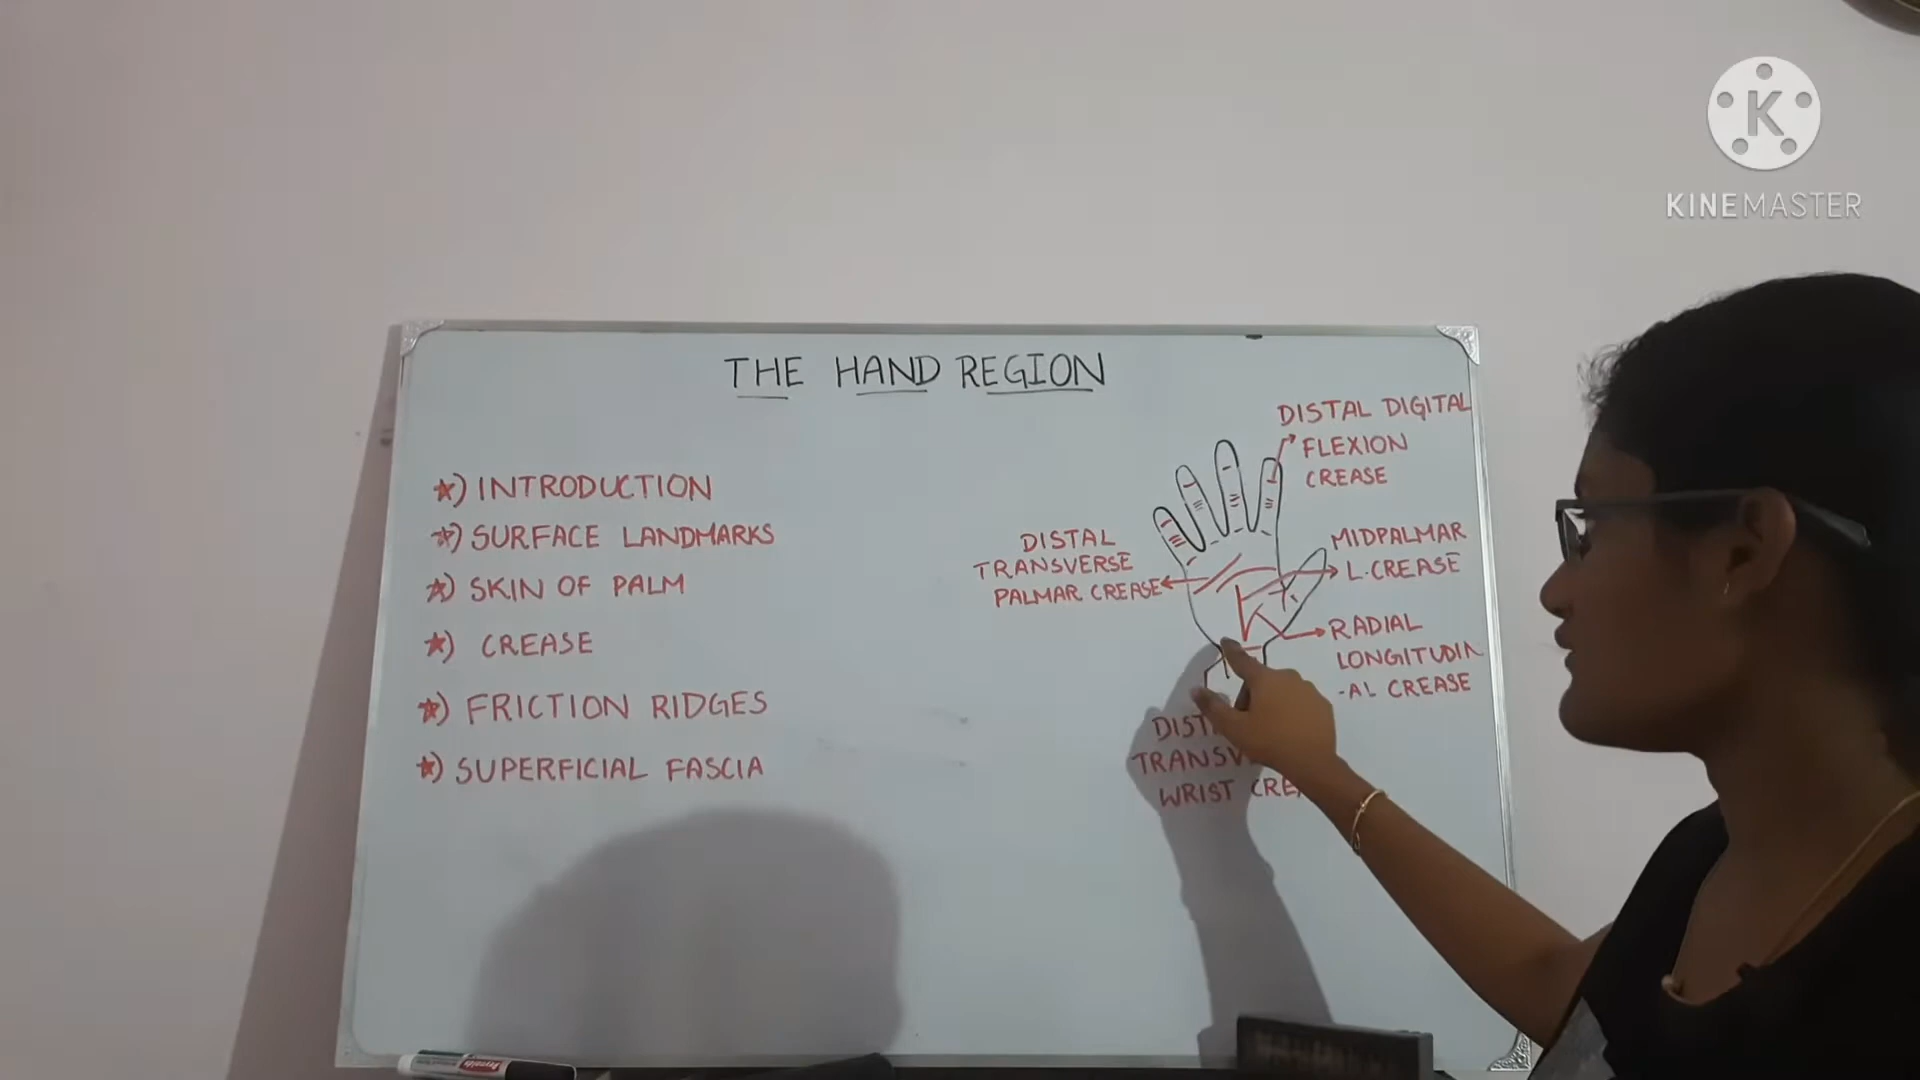 K
KINEMASTER
THE HAND REGION
★) INTRODUCTION
★) SURFACE LANDMARKS
★) SKIN OF PALM
★) CREASE
★) FRICTION RIDGES
★) SUPERFICIAL FASCIA
DISTAL DIGITAL
FLEXION
CREASE
DISTAL
TRANSVERSE
PALMAR CREASE
MIDPALMAR
L.CREASE
RADIAL
LONGITUDIN
-AL CREASE
WRIST